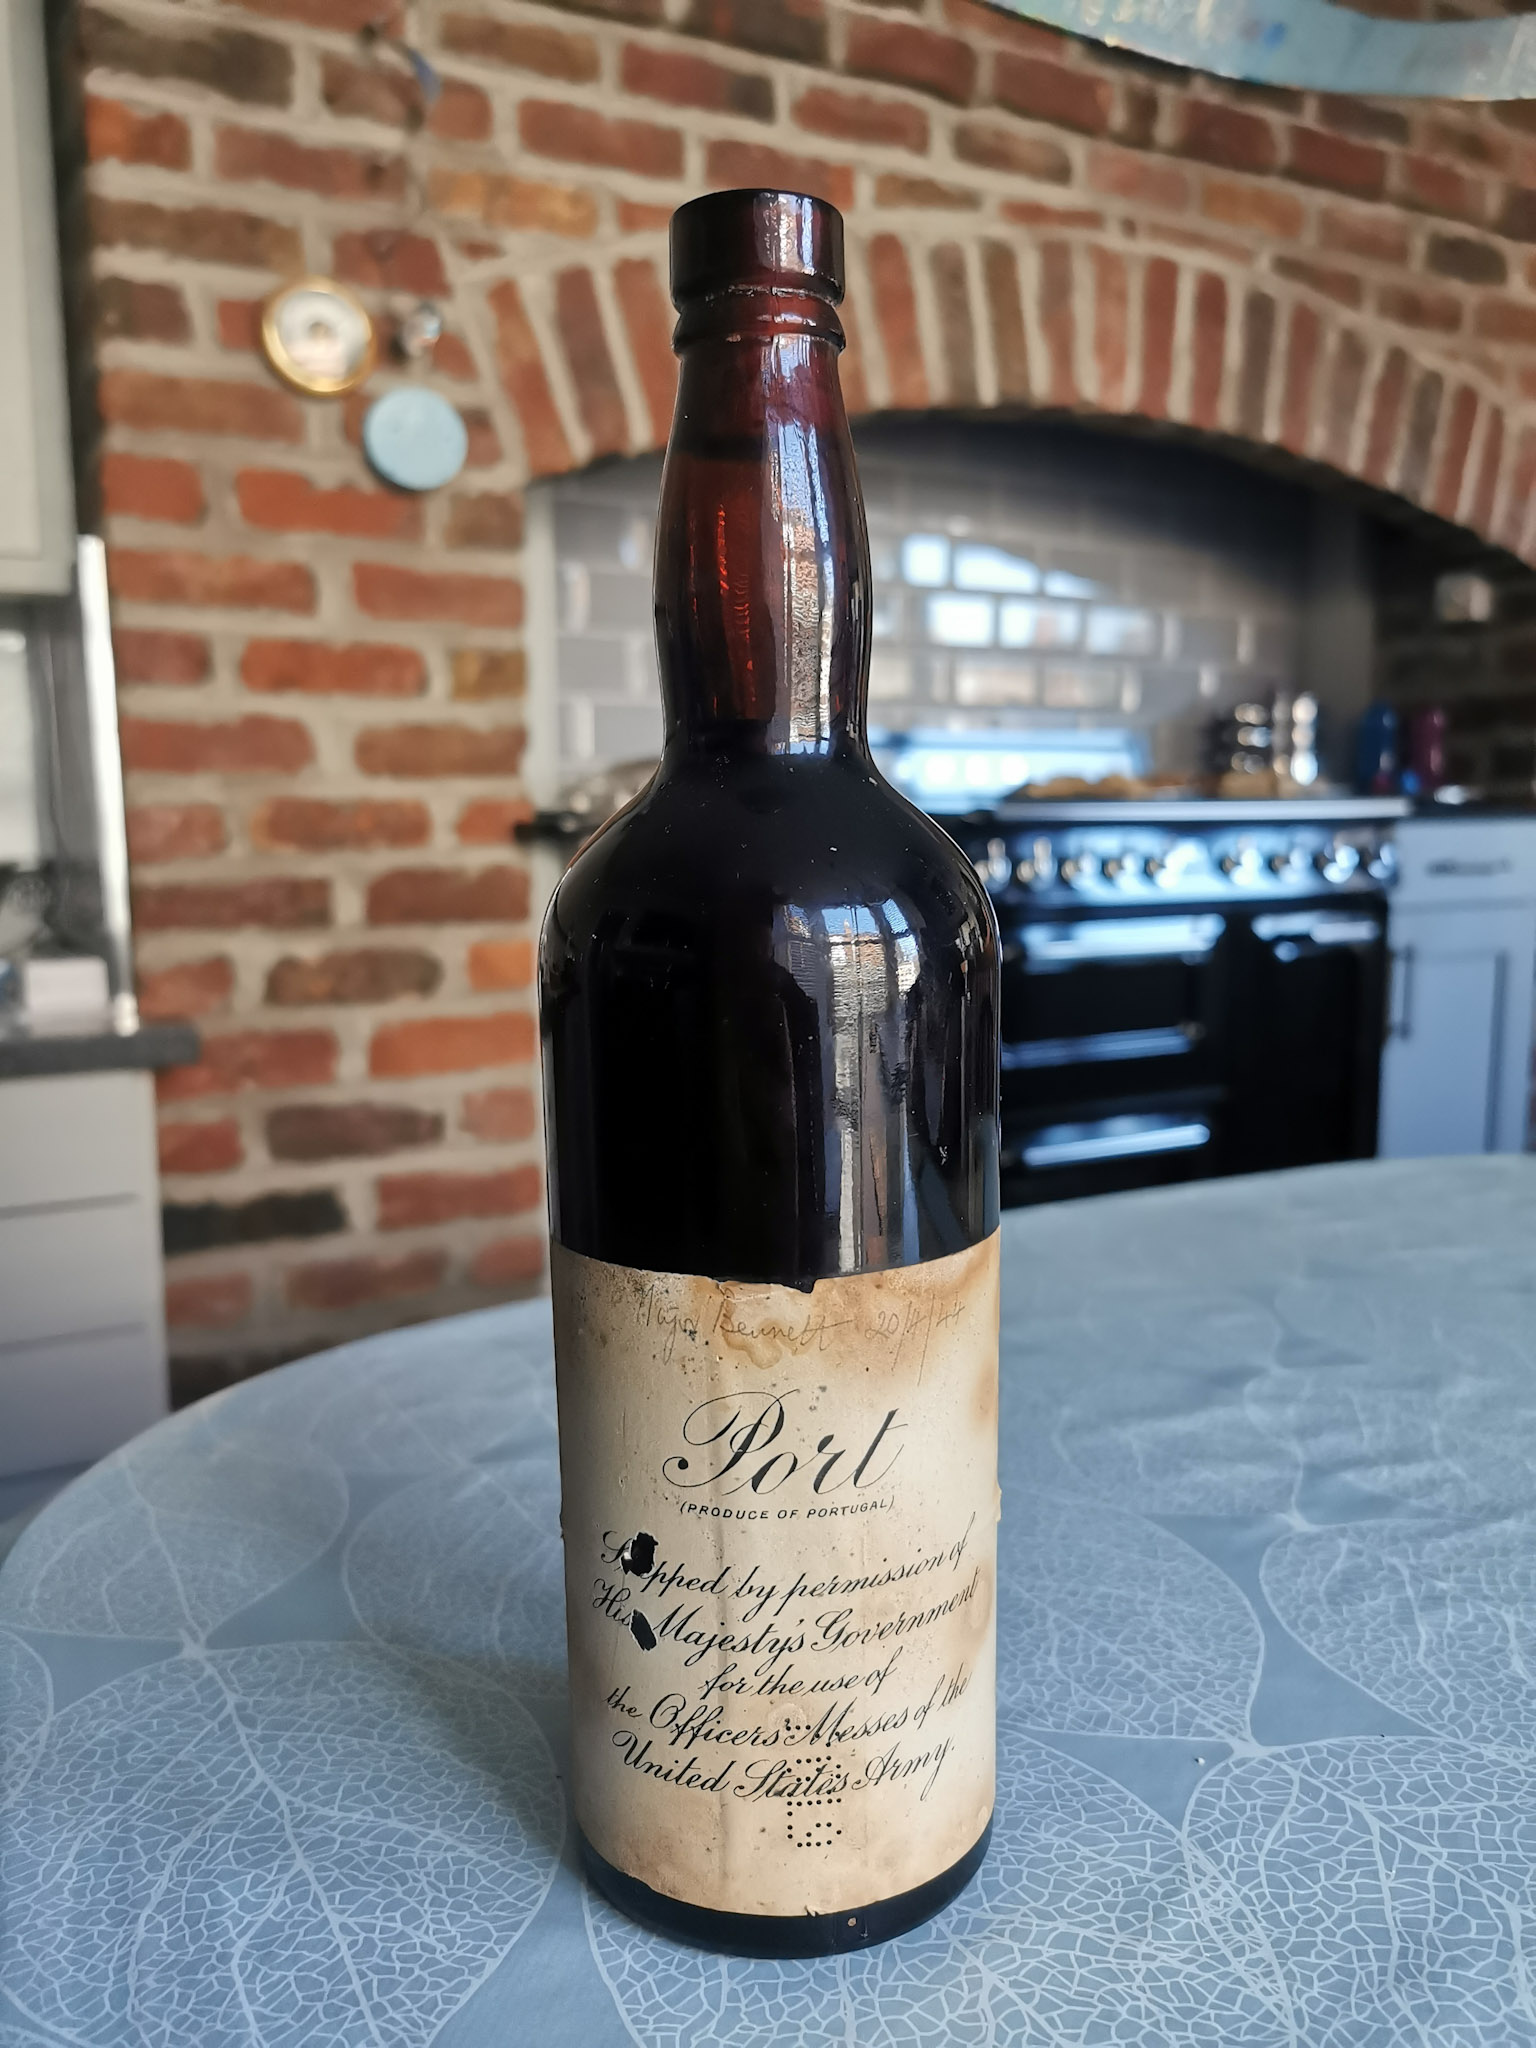 Major Bennett 20/4/44
Port
(PRODUCE OF PORTUGAL)
S pped by permission of
His Majesty's Government
for the use of
the Officers' Messes of the
United States Army.